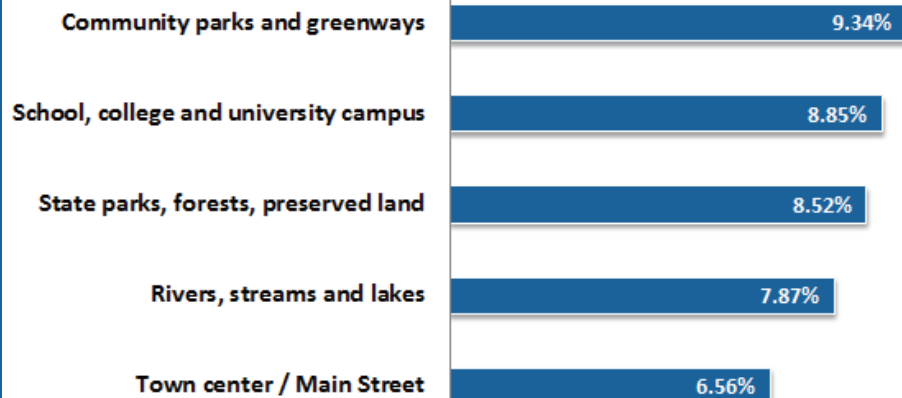 Community parks and greenways 9.34%
School, college and university campus 8.85%
State parks, forests, preserved land 8.52%
Rivers, streams and lakes 7.87%
Town center / Main Street 6.56%